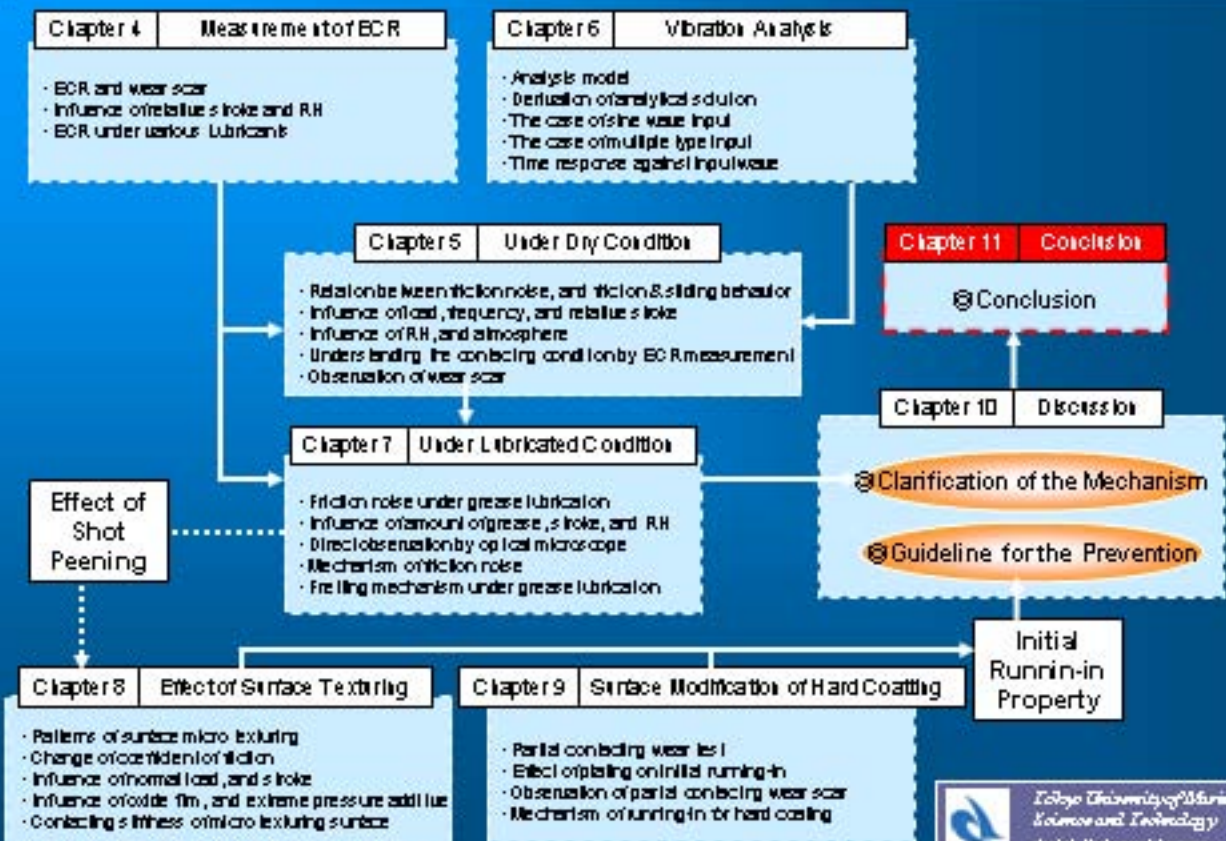 Chapter 4 Measurement of ECR
· ECR and wear scar
· Influence of relative stroke and RH
· ECR under various Lubricants
Chapter 6 Vibration Analysis
· Analysis model
· Derivation of analytical solution
· The case of sine wave input
· The case of multiple type input
· Time response against input wave
Chapter 5 Under Dry Condition
· Relation between friction noise, and friction & sliding behavior
· Influence of load, frequency, and relative stroke
· Influence of RH, and atmosphere
· Understanding the contacting condition by ECR measurement
· Observation of wear scar
Chapter 11 Conclusion
◎Conclusion
Chapter 7 Under Lubricated Condition
· Friction noise under grease lubrication
· Influence of amount of grease, stroke, and RH
· Direct observation by optical microscope
· Mechanism of friction noise
· Fretting mechanism under grease lubrication
Chapter 10 Discussion
◎Clarification of the Mechanism
◎Guideline for the Prevention
Effect of
Shot
Peening
Initial
Runnin-in
Property
Chapter 8 Effect of Surface Texturing
· Patterns of surface micro texturing
· Change of coefficient of friction
· Influence of normal load, and stroke
· Influence of oxide film, and extreme pressure additive
· Contacting stiffness of micro texturing surface
Chapter 9 Surface Modification of Hard Coatting
· Partial contacting wear test
· Effect of plating on initial running-in
· Observation of partial contacting wear scar
· Mechanism of running-in for hard coating
Tokyo University of Marin
Science and Technology